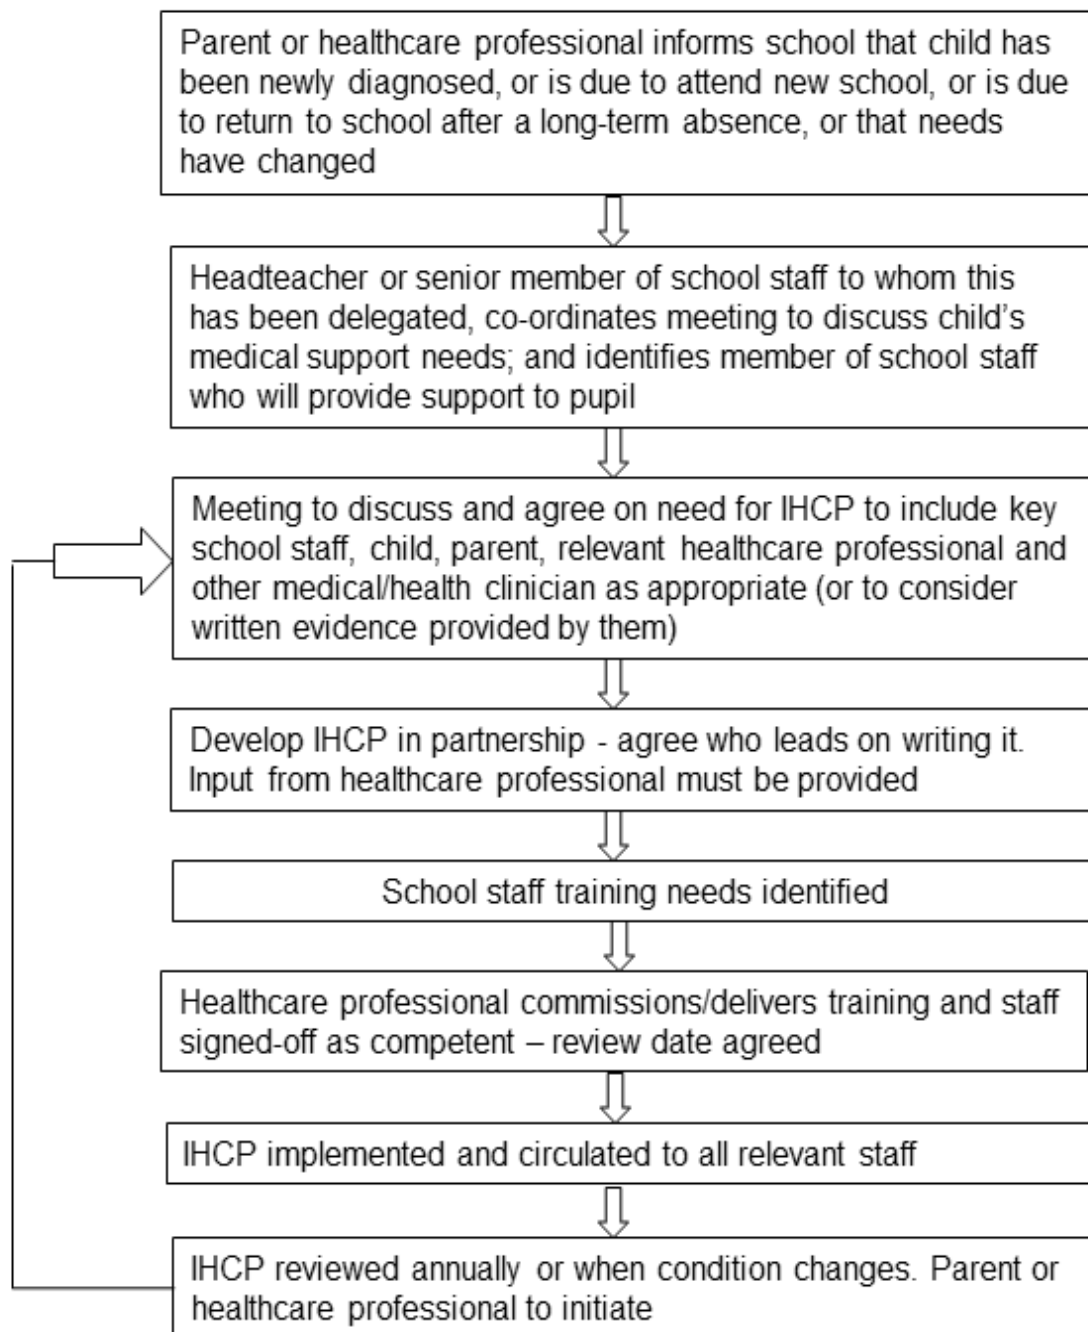 Parent or healthcare professional informs school that child has
been newly diagnosed, or is due to attend new school, or is due
to return to school after a long-term absence, or that needs
have changed
Headteacher or senior member of school staff to whom this
has been delegated, co-ordinates meeting to discuss child’s
medical support needs; and identifies member of school staff
who will provide support to pupil
Meeting to discuss and agree on need for IHCP to include key
school staff, child, parent, relevant healthcare professional and
other medical/health clinician as appropriate (or to consider
written evidence provided by them)
Develop IHCP in partnership - agree who leads on writing it.
Input from healthcare professional must be provided
School staff training needs identified
Healthcare professional commissions/delivers training and staff
signed-off as competent – review date agreed
IHCP implemented and circulated to all relevant staff
IHCP reviewed annually or when condition changes. Parent or
healthcare professional to initiate